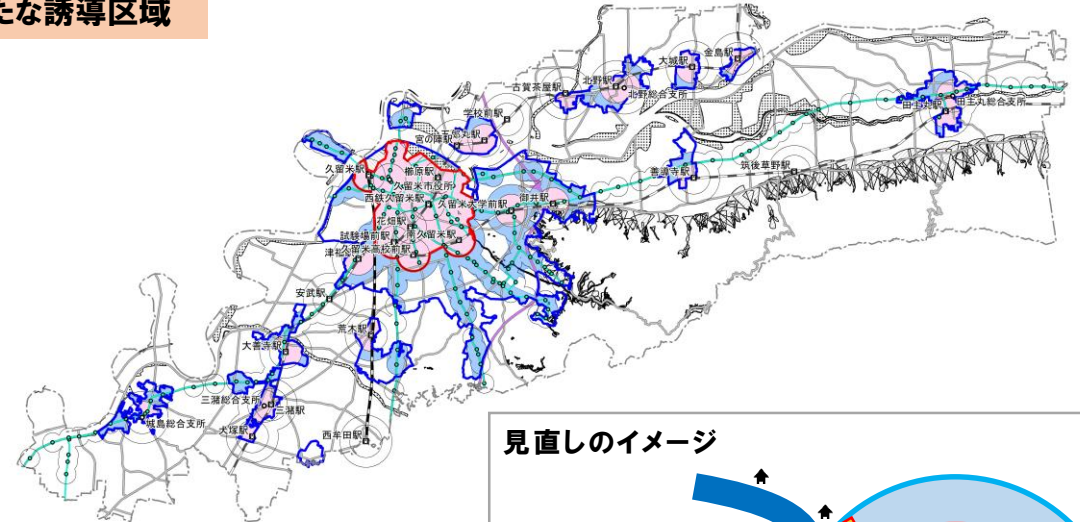 たな誘導区域
金島駅
大城駅
北野駅
古賀茶屋駅
北野総合支所
田主丸駅
田主丸総合支所
学校前駅
五郎丸駅
宮の陣駅
久留米駅
櫛原駅
久留米市役所
西鉄久留米駅
久留米大学前駅
御井駅
善導寺駅
筑後草野駅
花畑駅
試験場前駅
南久留米駅
津福駅
久留米高校前駅
安武駅
荒木駅
大善寺駅
三潴総合支所
三潴駅
城島総合支所
犬塚駅
西牟田駅
見直しのイメージ